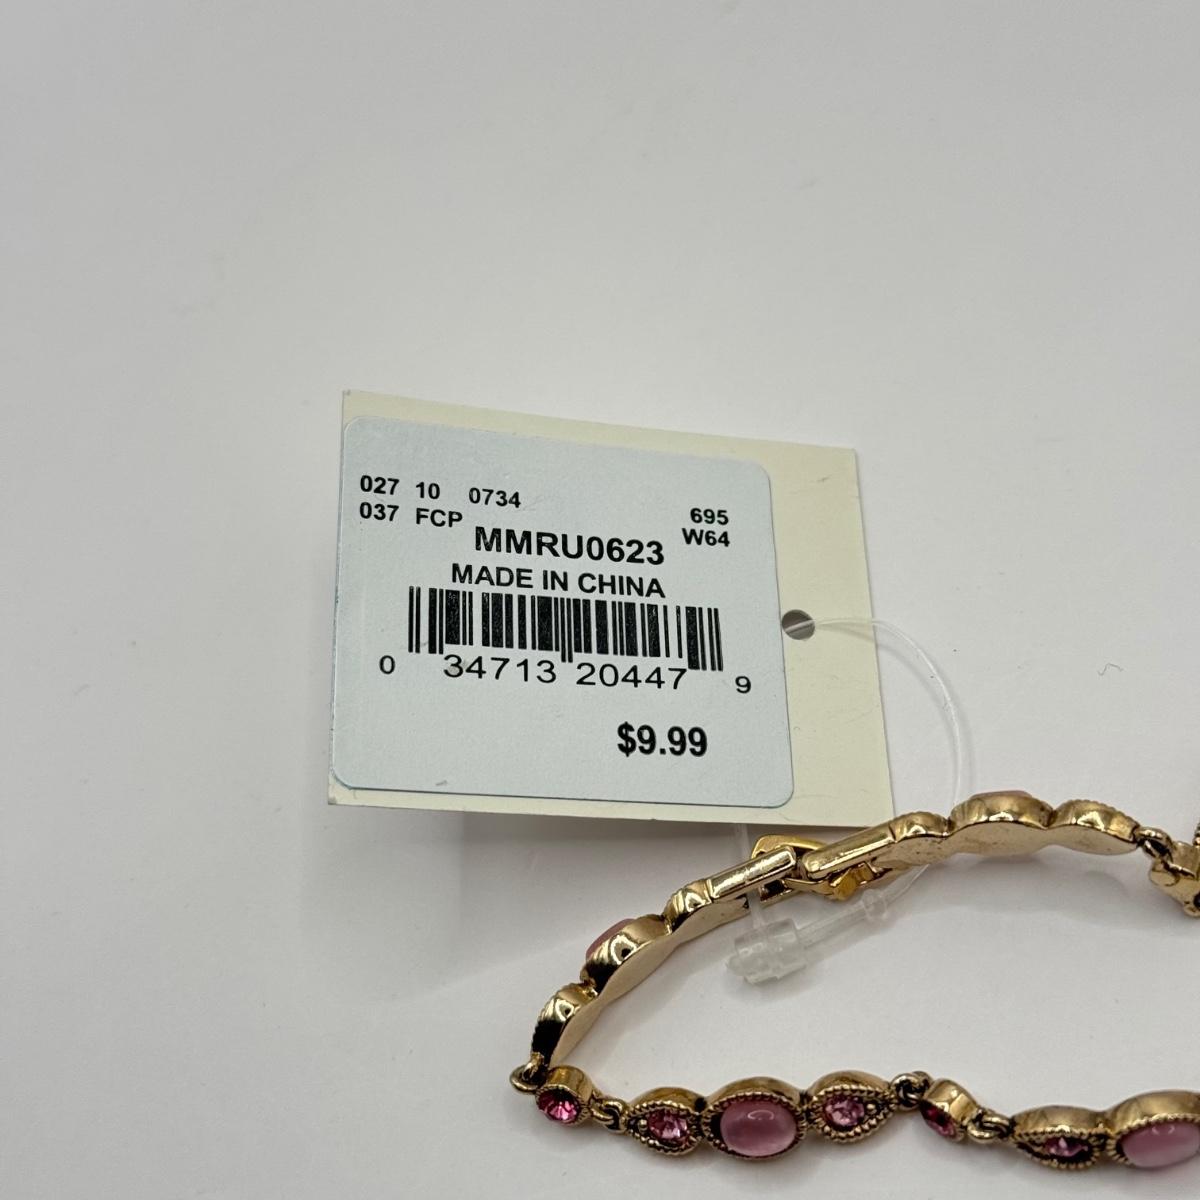 027 10 0734 695
037 FCP W64
MMRU0623
MADE IN CHINA
0 34713 20447 9
$9.99